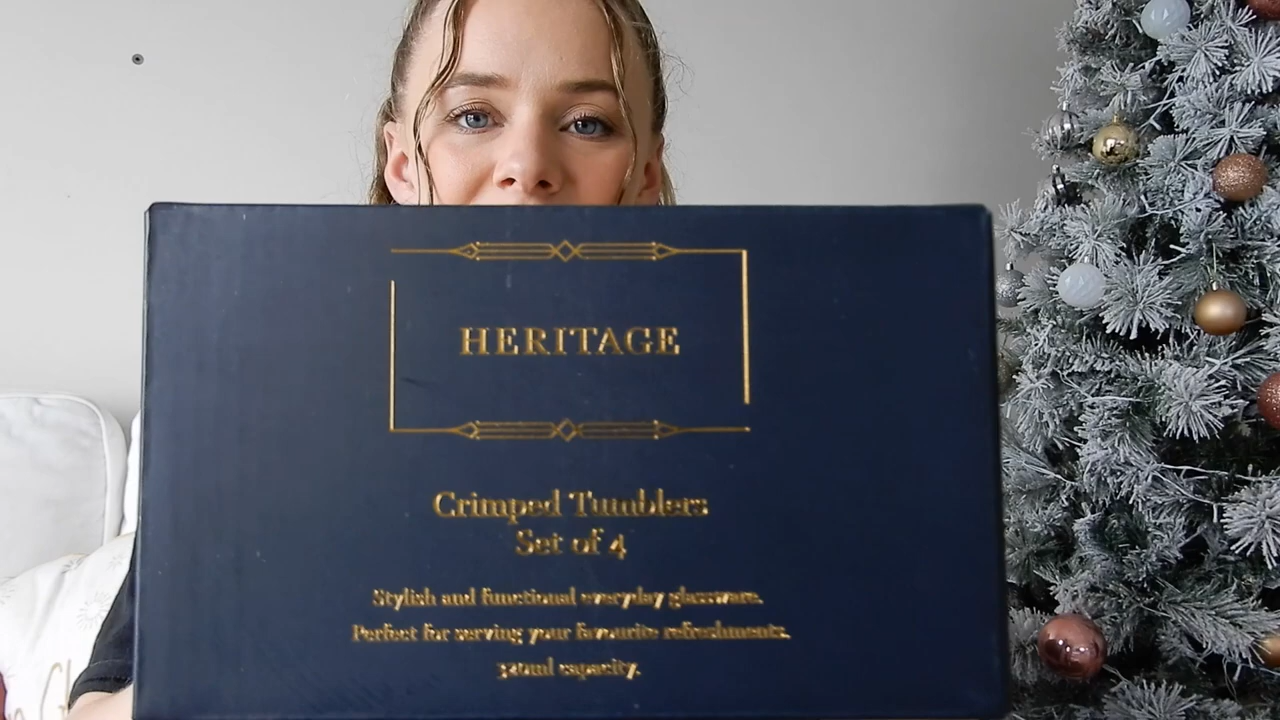 HERITAGE
Crimped Tumblers
Set of 4
Stylish and functional everyday glassware.
Perfect for serving your favourite refreshments.
capacity.